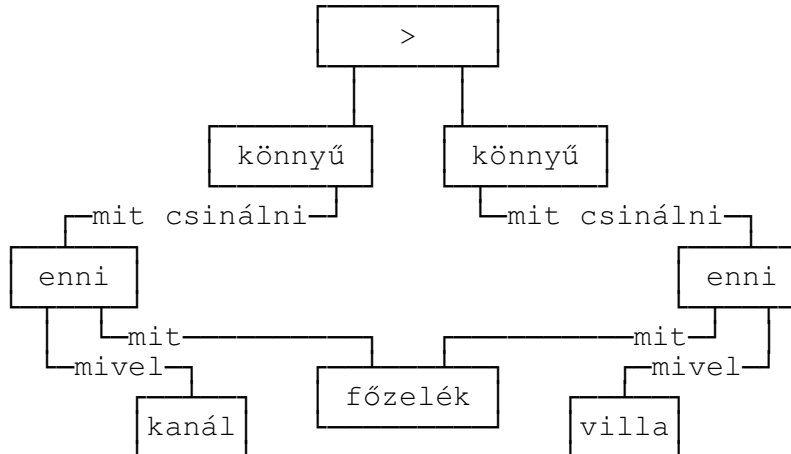 >
könnyű könnyű
mit csinálni mit csinálni
enni enni
mit mit
mivel mivel
főzelék
kanál villa